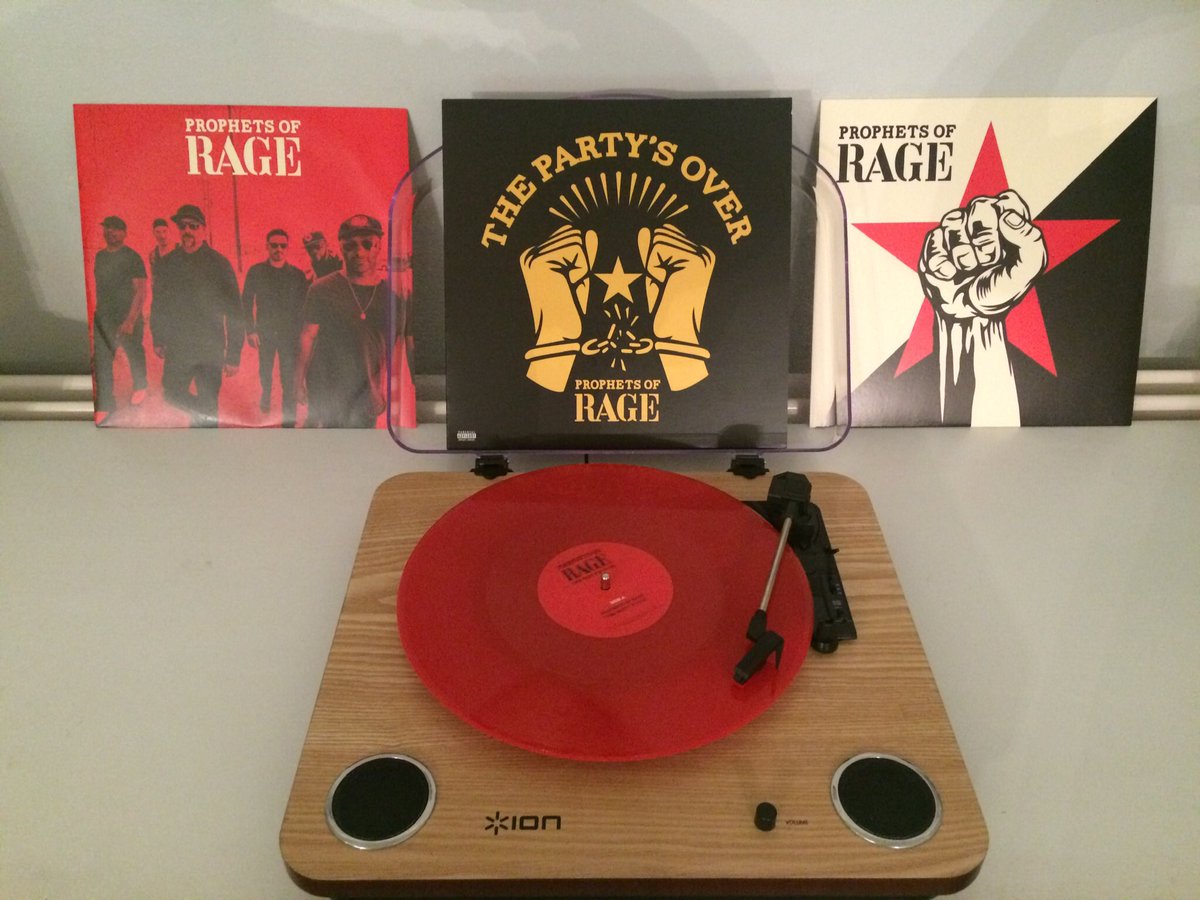 PROPHETS OF
RAGE
THE PARTY'S OVER
PROPHETS OF
RAGE
PROPHETS OF
RAGE
RAGE
ION
VOLUME